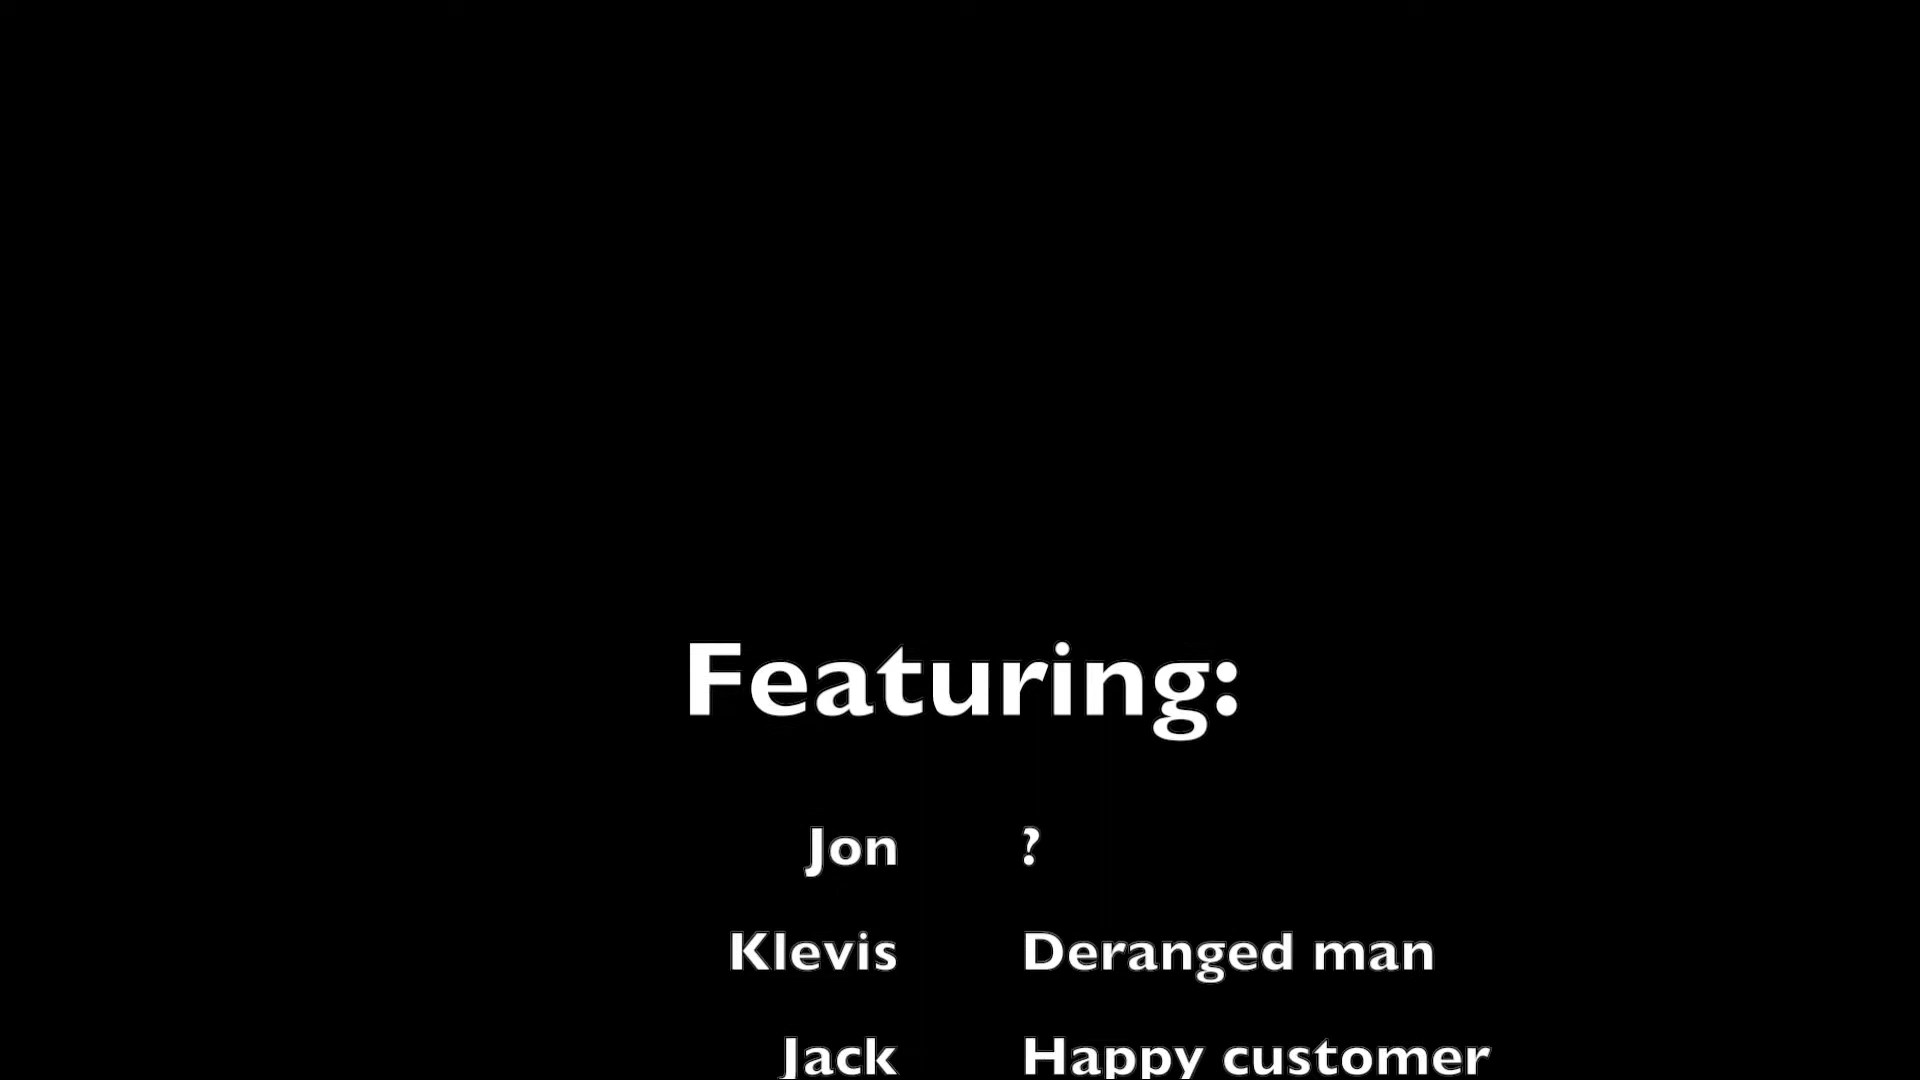 Featuring:
Jon ?
Klevis Deranged man
Jack Happy customer